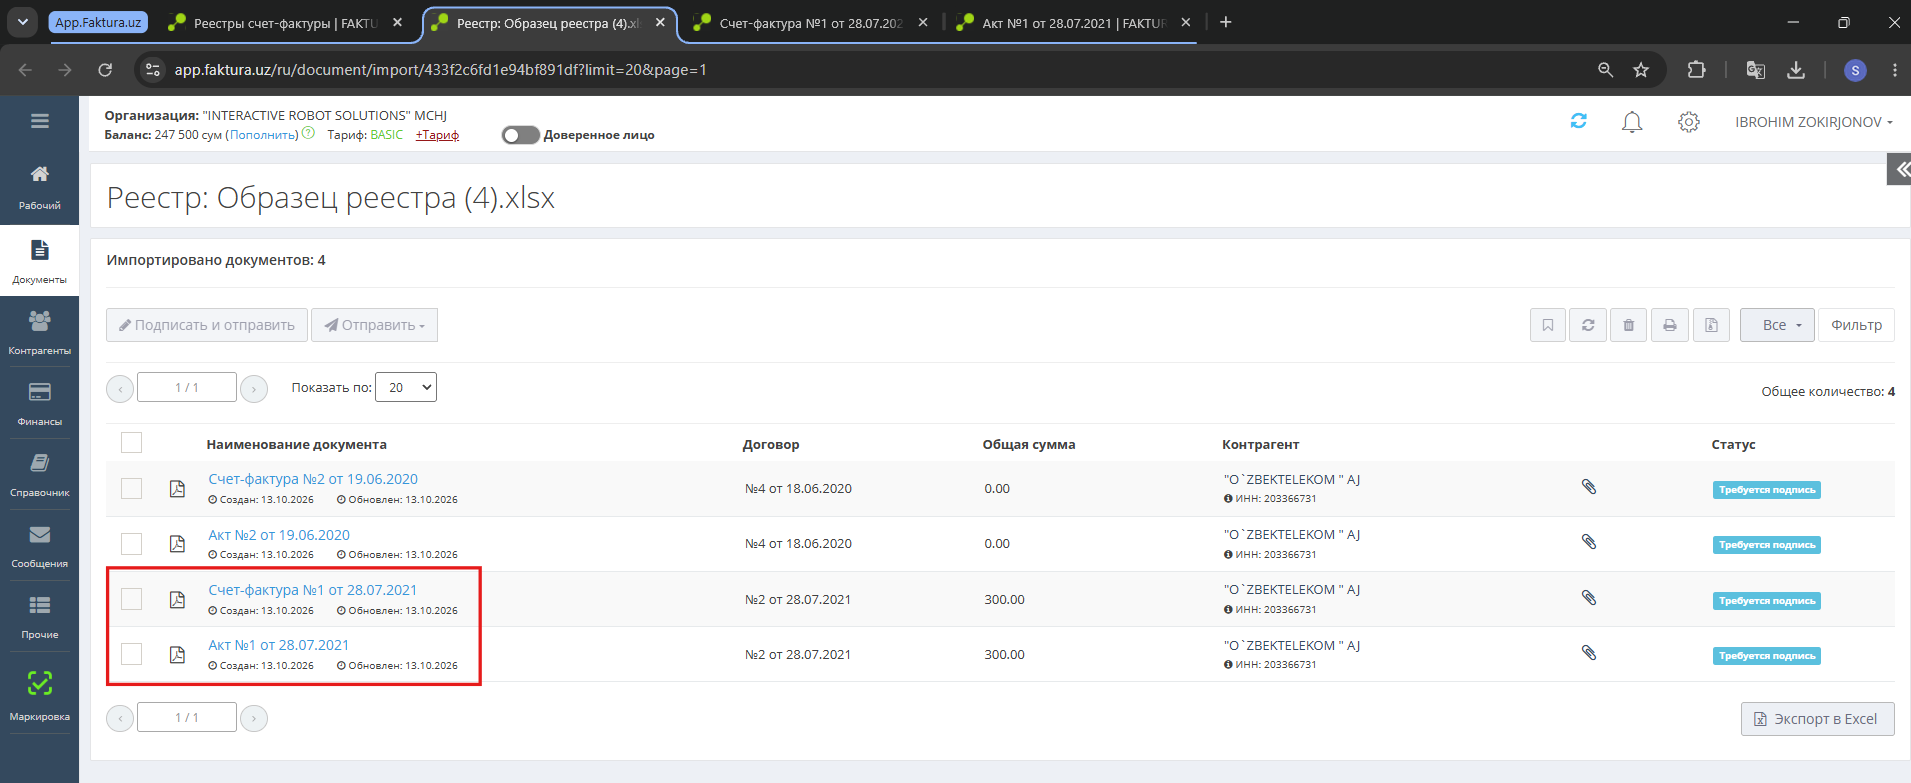 App.Faktura.uz
Реестры счет-фактуры | FAKTU
Реестр: Образец реестра (4).xls
Счет-фактура №1 от 28.07.202
Акт №1 от 28.07.2021 | FAKTUR
app.faktura.uz/ru/document/import/433f2c6fd1e94bf891df?limit=20&page=1
S
Организация: "INTERACTIVE ROBOT SOLUTIONS" MCHJ
Баланс: 247 500 сум (Пополнить) Тариф: BASIC +Тариф
Доверенное лицо
IBROHIM ZOKIRJONOV
Рабочий
Документы
Контрагенты
Финансы
Справочник
Сообщения
Прочие
Маркировка
Реестр: Образец реестра (4).xlsx
Импортировано документов: 4
Подписать и отправить
Отправить
Все
Фильтр
1 / 1
Показать по: 20
Общее количество: 4
Наименование документа Договор Общая сумма Контрагент Статус
Счет-фактура №2 от 19.06.2020
Создан: 13.10.2026 Обновлен: 13.10.2026
№4 от 18.06.2020
0.00
"O`ZBEKTELEKOM " AJ
ИНН: 203366731
Требуется подпись
Акт №2 от 19.06.2020
Создан: 13.10.2026 Обновлен: 13.10.2026
№4 от 18.06.2020
0.00
"O`ZBEKTELEKOM " AJ
ИНН: 203366731
Требуется подпись
Счет-фактура №1 от 28.07.2021
Создан: 13.10.2026 Обновлен: 13.10.2026
№2 от 28.07.2021
300.00
"O`ZBEKTELEKOM " AJ
ИНН: 203366731
Требуется подпись
Акт №1 от 28.07.2021
Создан: 13.10.2026 Обновлен: 13.10.2026
№2 от 28.07.2021
300.00
"O`ZBEKTELEKOM " AJ
ИНН: 203366731
Требуется подпись
1 / 1
Экспорт в Excel